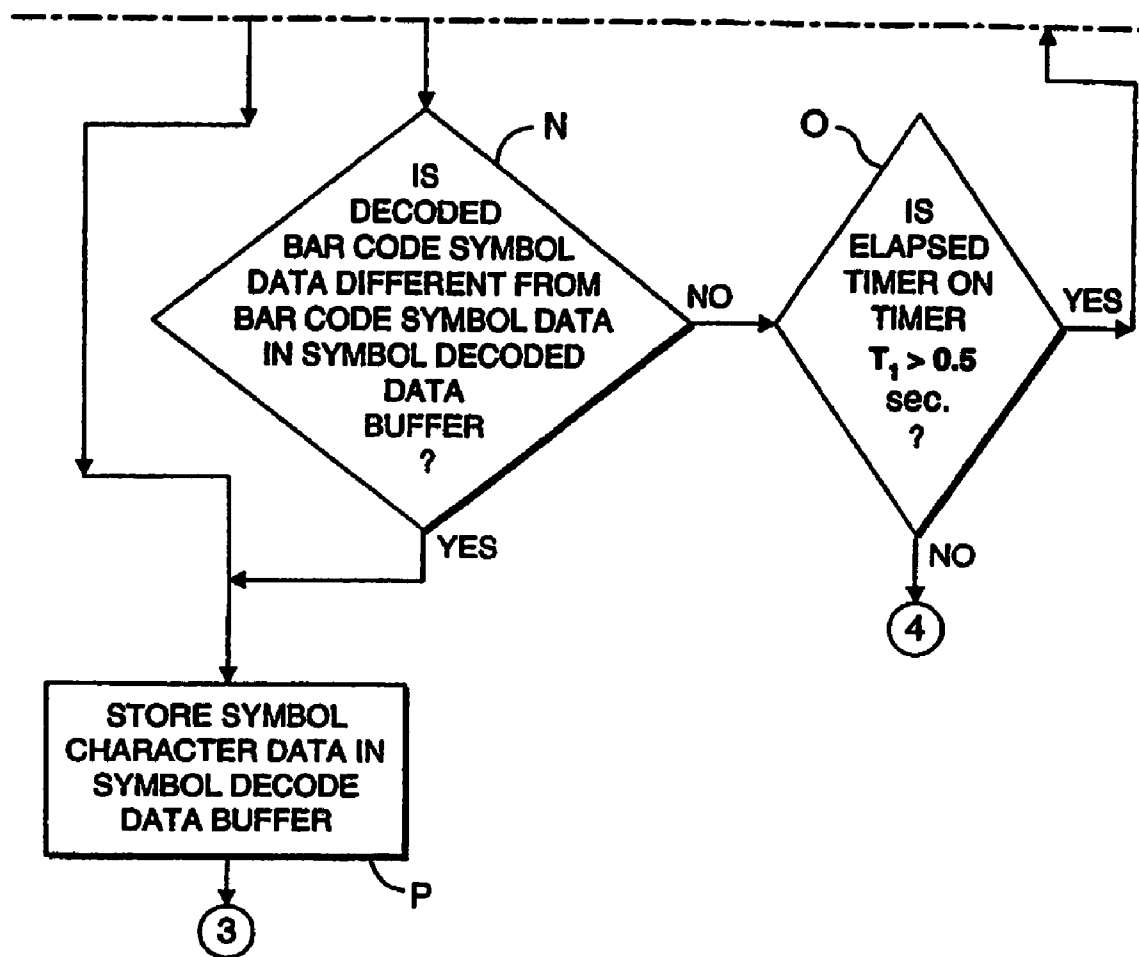 N
IS
DECODED
BAR CODE SYMBOL
DATA DIFFERENT FROM
BAR CODE SYMBOL DATA
IN SYMBOL DECODED
DATA
BUFFER
?
NO
YES
O
IS
ELAPSED
TIMER ON
TIMER
T₁ > 0.5
sec.
?
YES
NO
4
STORE SYMBOL
CHARACTER DATA IN
SYMBOL DECODE
DATA BUFFER
P
3